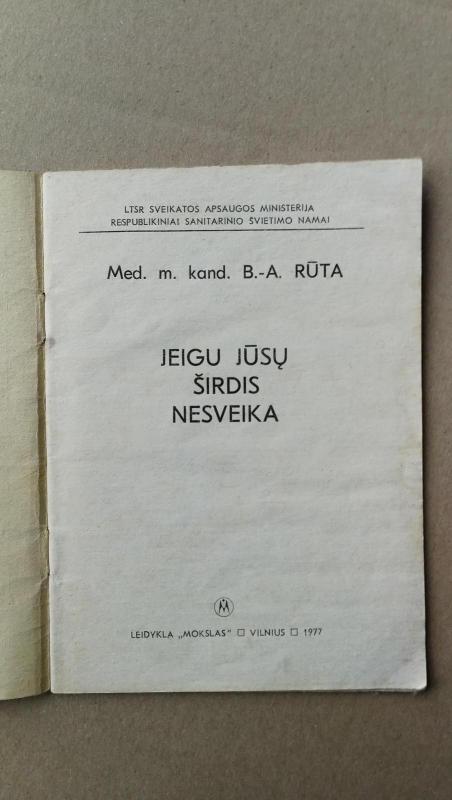 LTSR SVEIKATOS APSAUGOS MINISTERIJA
RESPUBLIKINIAI SANITARINIO ŠVIETIMO NAMAI
Med. m. kand. B.-A. RŪTA
JEIGU JŪSŲ
ŠIRDIS
NESVEIKA
M
LEIDYKLA „MOKSLAS" □ VILNIUS □ 1977